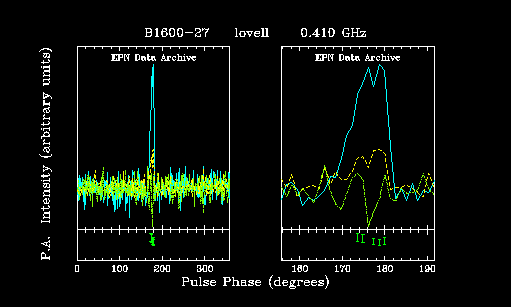 B1600-27 lovell 0.410 GHz
EPN Data Archive EPN Data Archive
P.A. Intensity (arbitrary units)
0 100 200 300 160 170 180 190
Pulse Phase (degrees)